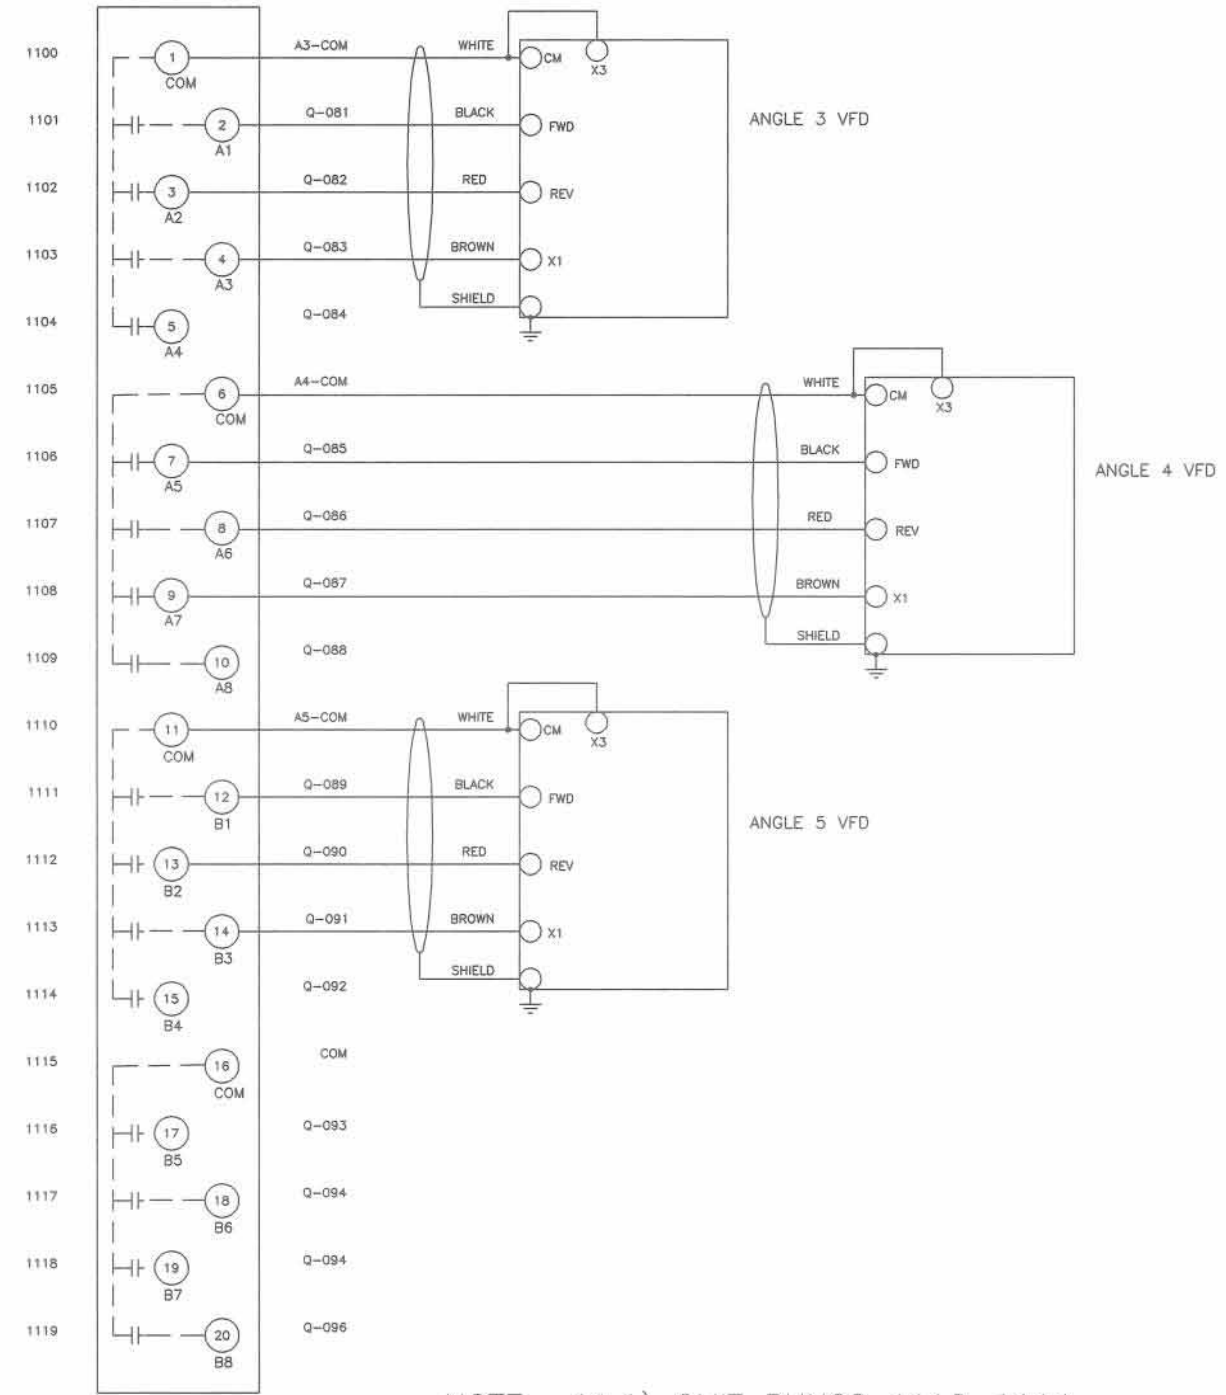 1100 1 COM A3-COM WHITE CM X3
1101 2 A1 Q-081 BLACK FWD ANGLE 3 VFD
1102 3 A2 Q-082 RED REV
1103 4 A3 Q-083 BROWN X1
SHIELD
1104 5 A4 Q-084
1105 6 COM A4-COM WHITE CM X3
1106 7 A5 Q-085 BLACK FWD ANGLE 4 VFD
1107 8 A6 Q-086 RED REV
1108 9 A7 Q-087 BROWN X1
SHIELD
1109 10 A8 Q-088
1110 11 COM A5-COM WHITE CM X3
1111 12 B1 Q-089 BLACK FWD ANGLE 5 VFD
1112 13 B2 Q-090 RED REV
1113 14 B3 Q-091 BROWN X1
SHIELD
1114 15 B4 Q-092
1115 16 COM COM
1116 17 B5 Q-093
1117 18 B6 Q-094
1118 19 B7 Q-094
1119 20 B8 Q-096